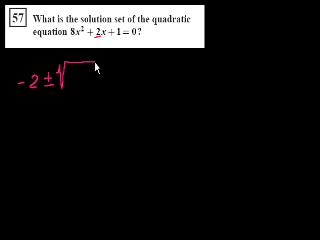 57 What is the solution set of the quadratic
equation 8x² + 2x + 1 = 0?
-2 ± √